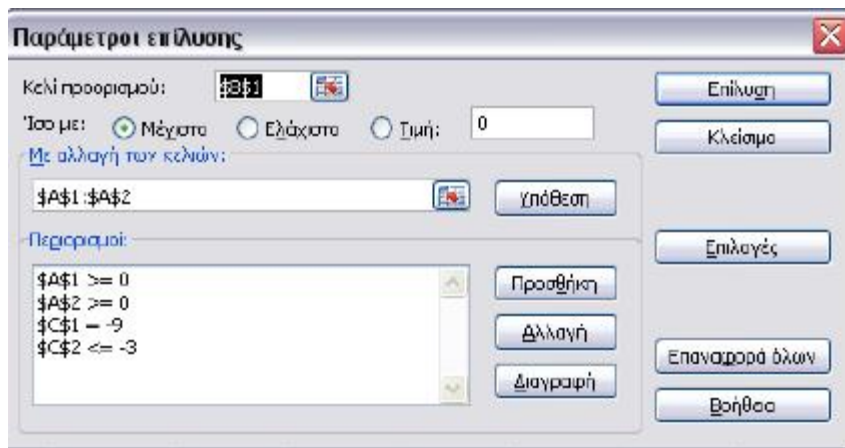 Παράμετροι επίλυσης
Κελί προορισμού: $B$1
Επίλυση
Ίσο με: Μέγιστο Ελάχιστο Τιμή: 0
Κλείσιμο
Με αλλαγή των κελιών:
$A$1:$A$2
Υπόθεση
Περιορισμοί:
Επιλογές
$A$1 >= 0
$A$2 >= 0
$C$1 = -9
$C$2 <= -3
Προσθήκη
Αλλαγή
Διαγραφή
Επαναφορά όλων
Βοήθεια